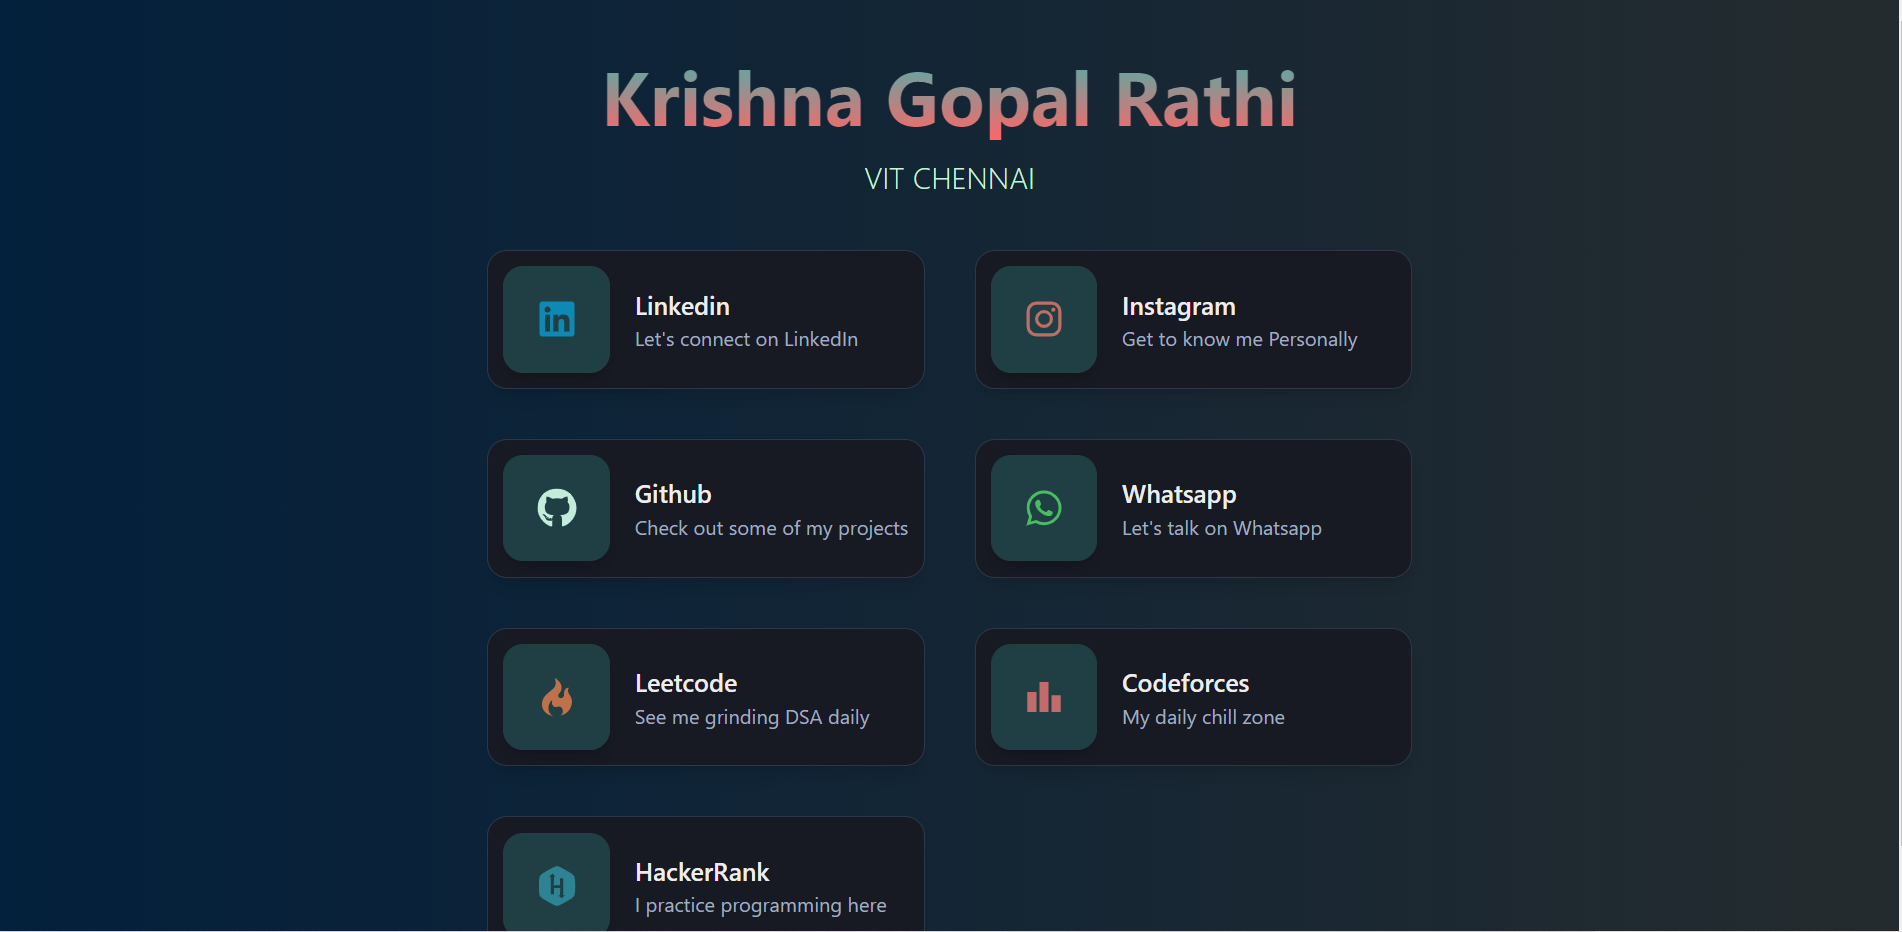 Krishna Gopal Rathi
VIT CHENNAI
Linkedin
Let's connect on LinkedIn
Instagram
Get to know me Personally
Github
Check out some of my projects
Whatsapp
Let's talk on Whatsapp
Leetcode
See me grinding DSA daily
Codeforces
My daily chill zone
HackerRank
I practice programming here